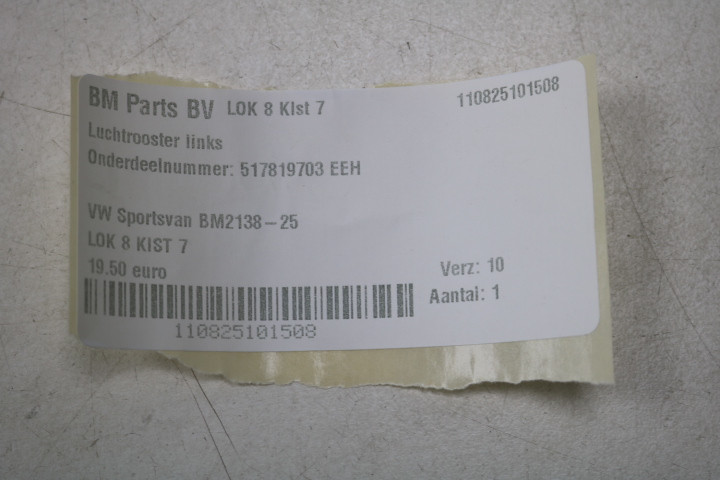 BM Parts BV LOK 8 Kist 7 110825101508
Luchtrooster links
Onderdeelnummer: 517819703 EEH
VW Sportsvan BM2138-25
LOK 8 KIST 7
19.50 euro Verz: 10
Aantal: 1
110825101508